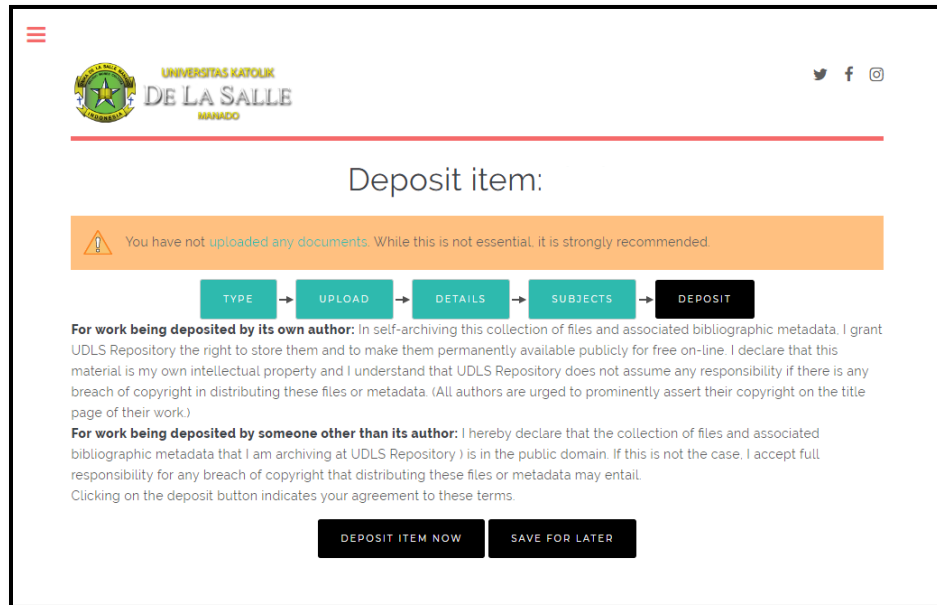 UNIVERSITAS KATOLIK
DE LA SALLE
MANADO
Deposit item:
You have not uploaded any documents. While this is not essential, it is strongly recommended.
TYPE
UPLOAD
DETAILS
SUBJECTS
DEPOSIT
For work being deposited by its own author: In self-archiving this collection of files and associated bibliographic metadata, I grant
UDLS Repository the right to store them and to make them permanently available publicly for free on-line. I declare that this
material is my own intellectual property and I understand that UDLS Repository does not assume any responsibility if there is any
breach of copyright in distributing these files or metadata. (All authors are urged to prominently assert their copyright on the title
page of their work.)
For work being deposited by someone other than its author: I hereby declare that the collection of files and associated
bibliographic metadata that I am archiving at UDLS Repository ) is in the public domain. If this is not the case, I accept full
responsibility for any breach of copyright that distributing these files or metadata may entail.
Clicking on the deposit button indicates your agreement to these terms.
DEPOSIT ITEM NOW
SAVE FOR LATER